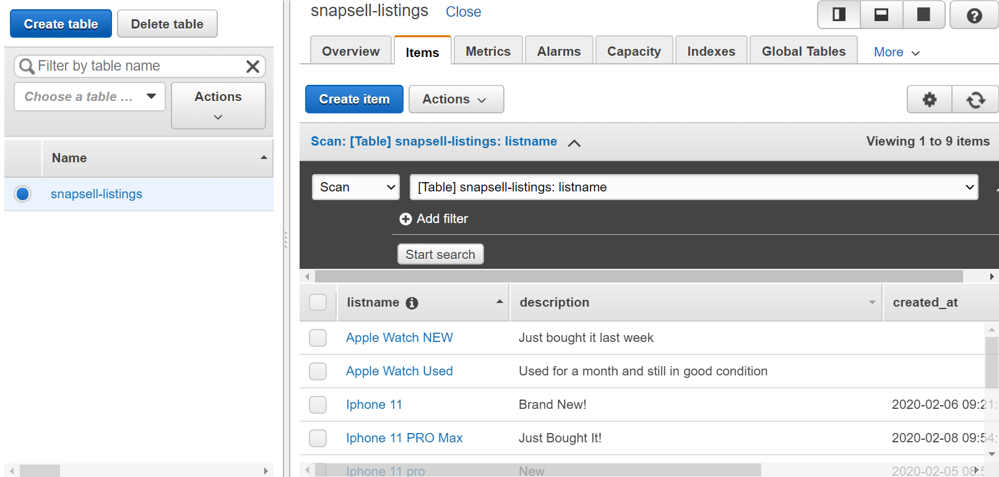 Create table
Delete table
Filter by table name
Choose a table ...
Actions
Name
snapsell-listings
snapsell-listings Close
Overview Items Metrics Alarms Capacity Indexes Global Tables More
Create item Actions
Scan: [Table] snapsell-listings: listname Viewing 1 to 9 items
Scan [Table] snapsell-listings: listname
Add filter
Start search
listname description created_at
Apple Watch NEW Just bought it last week
Apple Watch Used Used for a month and still in good condition
Iphone 11 Brand New! 2020-02-06 09:21:
Iphone 11 PRO Max Just Bought It! 2020-02-08 09:54:
Iphone 11 pro New 2020-02-05 08:5